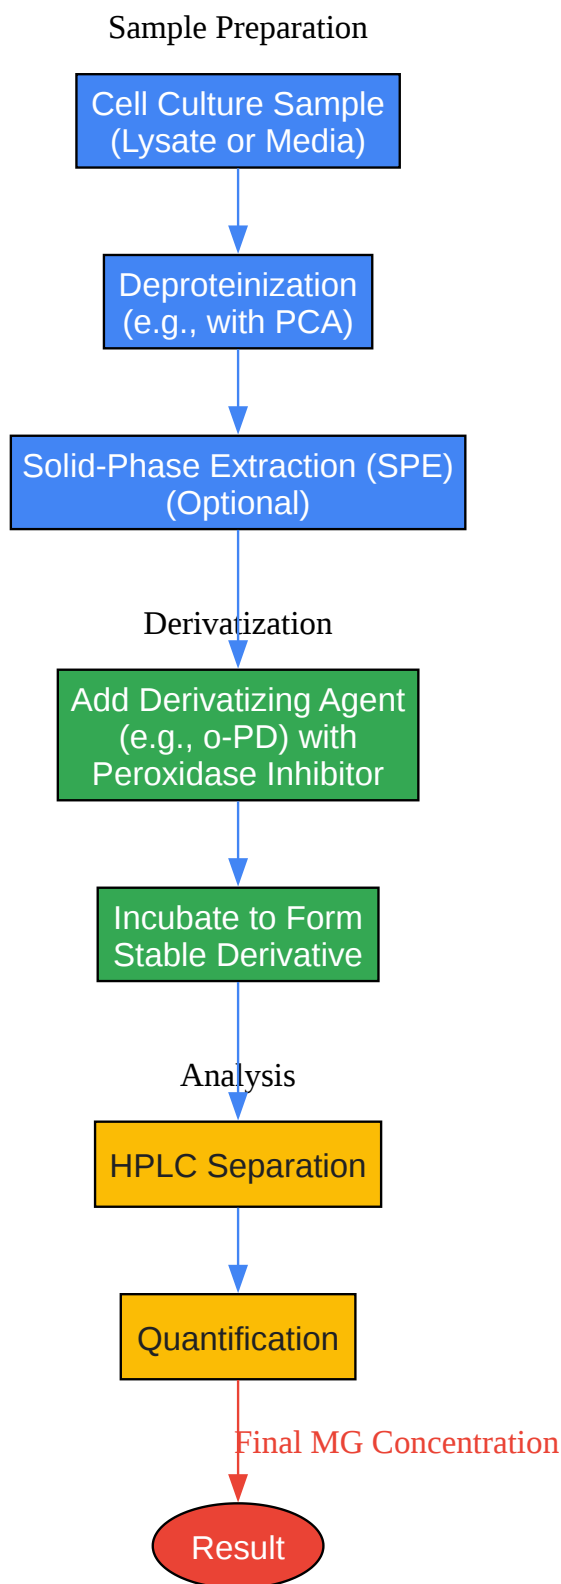 Sample Preparation
Cell Culture Sample
(Lysate or Media)
Deproteinization
(e.g., with PCA)
Solid-Phase Extraction (SPE)
(Optional)
Derivatization
Add Derivatizing Agent
(e.g., o-PD) with
Peroxidase Inhibitor
Incubate to Form
Stable Derivative
Analysis
HPLC Separation
Quantification
Final MG Concentration
Result